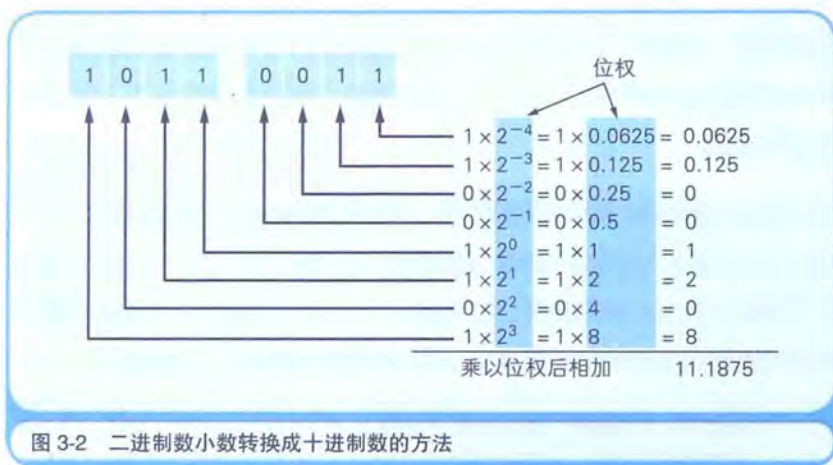 1 0 1 1 . 0 0 1 1
位权
1 × 2⁻⁴ = 1 × 0.0625 = 0.0625
1 × 2⁻³ = 1 × 0.125 = 0.125
0 × 2⁻² = 0 × 0.25 = 0
0 × 2⁻¹ = 0 × 0.5 = 0
1 × 2⁰ = 1 × 1 = 1
1 × 2¹ = 1 × 2 = 2
0 × 2² = 0 × 4 = 0
1 × 2³ = 1 × 8 = 8
乘以位权后相加 11.1875
图 3-2 二进制数小数转换成十进制数的方法